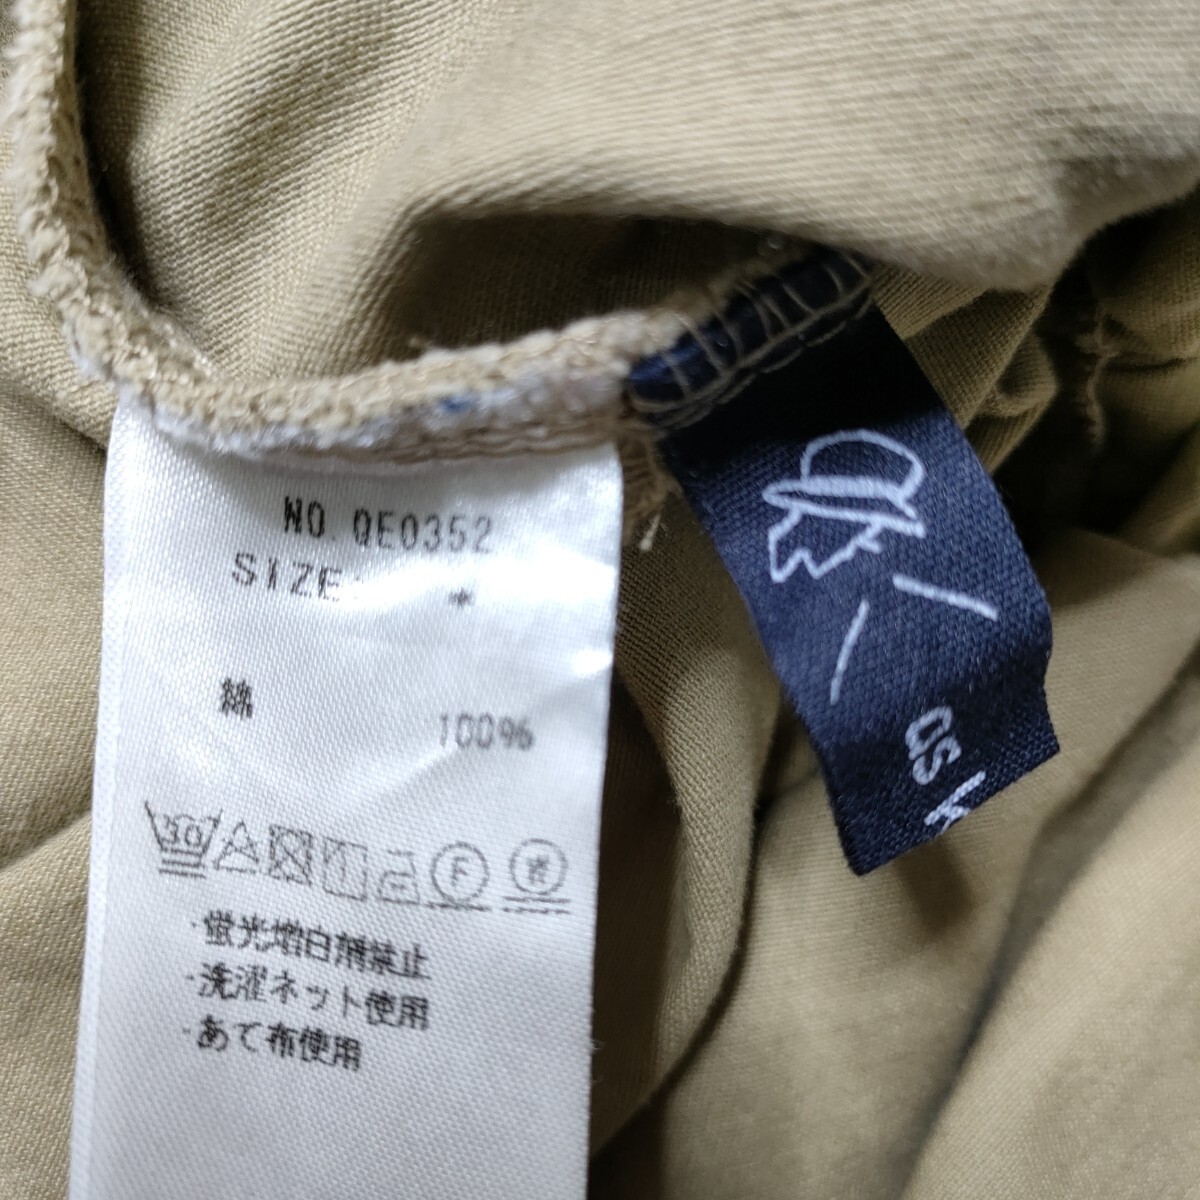 NO. QE0352
SIZE: *
綿 100%
F
・蛍光増白剤禁止
・洗濯ネット使用
・あて布使用
as k